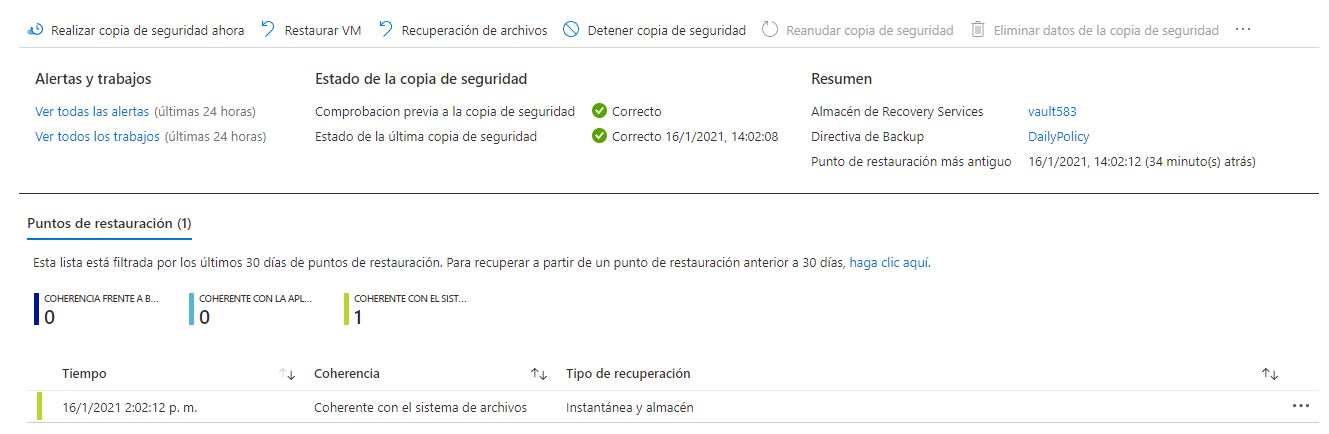 Realizar copia de seguridad ahora Restaurar VM Recuperación de archivos Detener copia de seguridad Reanudar copia de seguridad Eliminar datos de la copia de seguridad ...
Alertas y trabajos Estado de la copia de seguridad Resumen
Ver todas las alertas (últimas 24 horas) Comprobacion previa a la copia de seguridad Correcto Almacén de Recovery Services vault583
Ver todos los trabajos (últimas 24 horas) Estado de la última copia de seguridad Correcto 16/1/2021, 14:02:08 Directiva de Backup DailyPolicy
Punto de restauración más antiguo 16/1/2021, 14:02:12 (34 minuto(s) atrás)
Puntos de restauración (1)
Esta lista está filtrada por los últimos 30 días de puntos de restauración. Para recuperar a partir de un punto de restauración anterior a 30 días, haga clic aquí.
COHERENCIA FRENTE A B... COHERENTE CON LA APL... COHERENTE CON EL SIST...
0 0 1
Tiempo Coherencia Tipo de recuperación
16/1/2021 2:02:12 p. m. Coherente con el sistema de archivos Instantánea y almacén ...